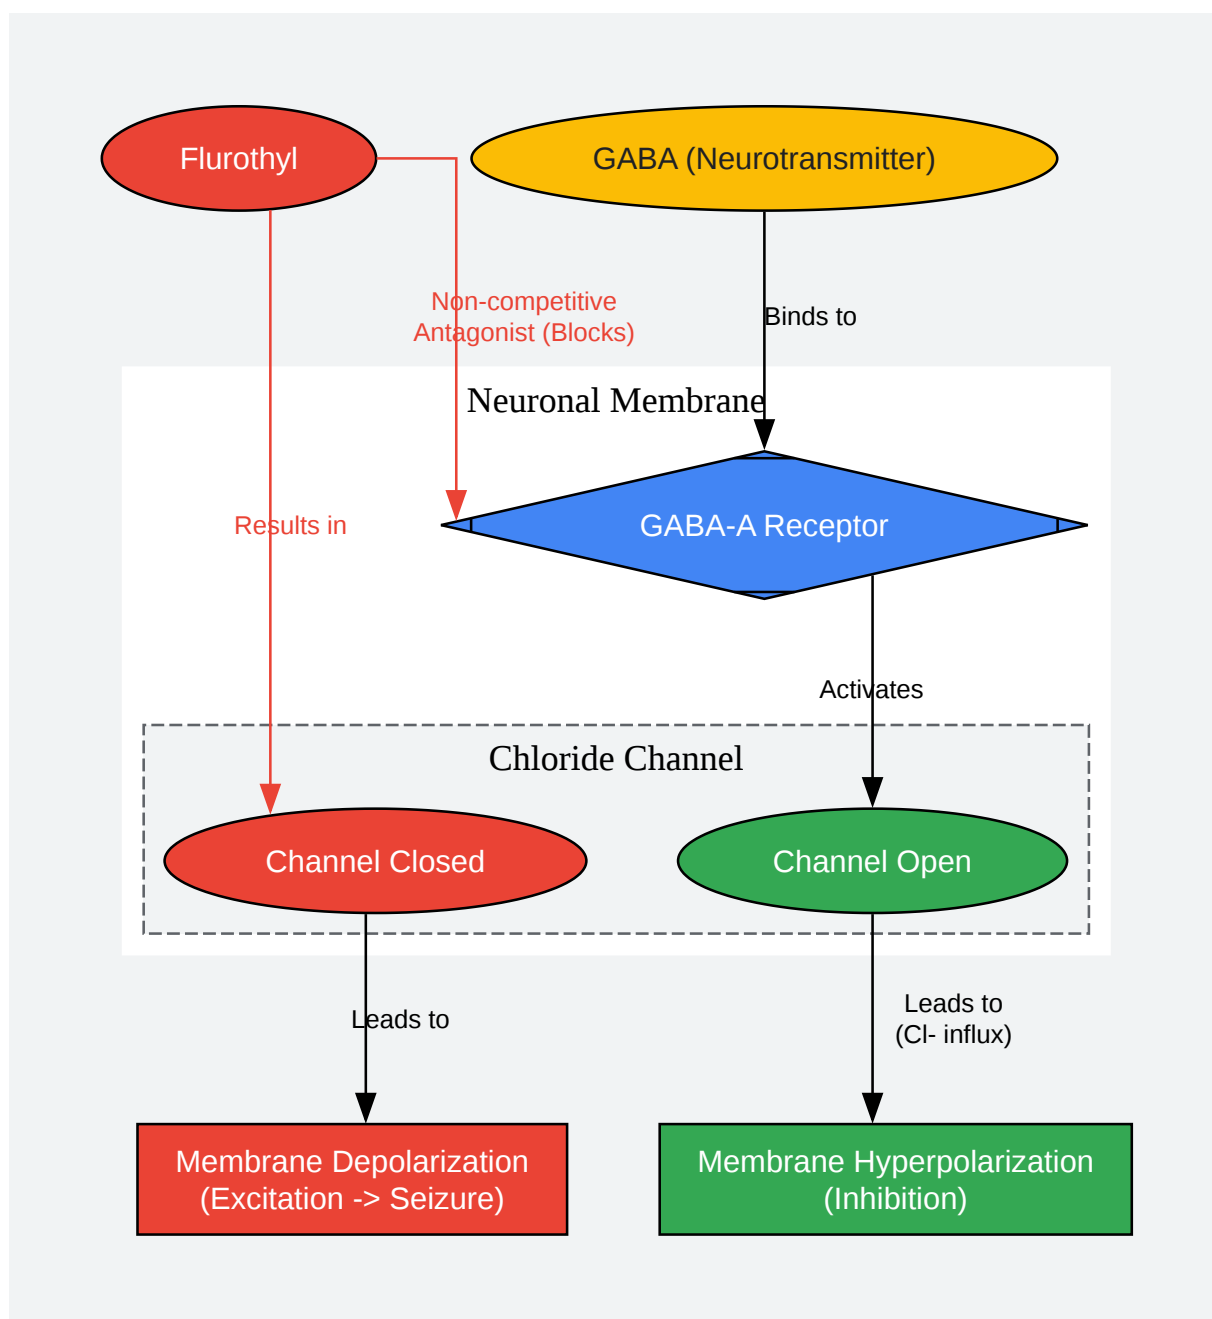 Flurothyl
GABA (Neurotransmitter)
Non-competitive
Antagonist (Blocks)
Binds to
Neuronal Membrane
Results in
GABA-A Receptor
Activates
Chloride Channel
Channel Closed
Channel Open
Leads to
Leads to
(Cl- influx)
Membrane Depolarization
(Excitation -> Seizure)
Membrane Hyperpolarization
(Inhibition)